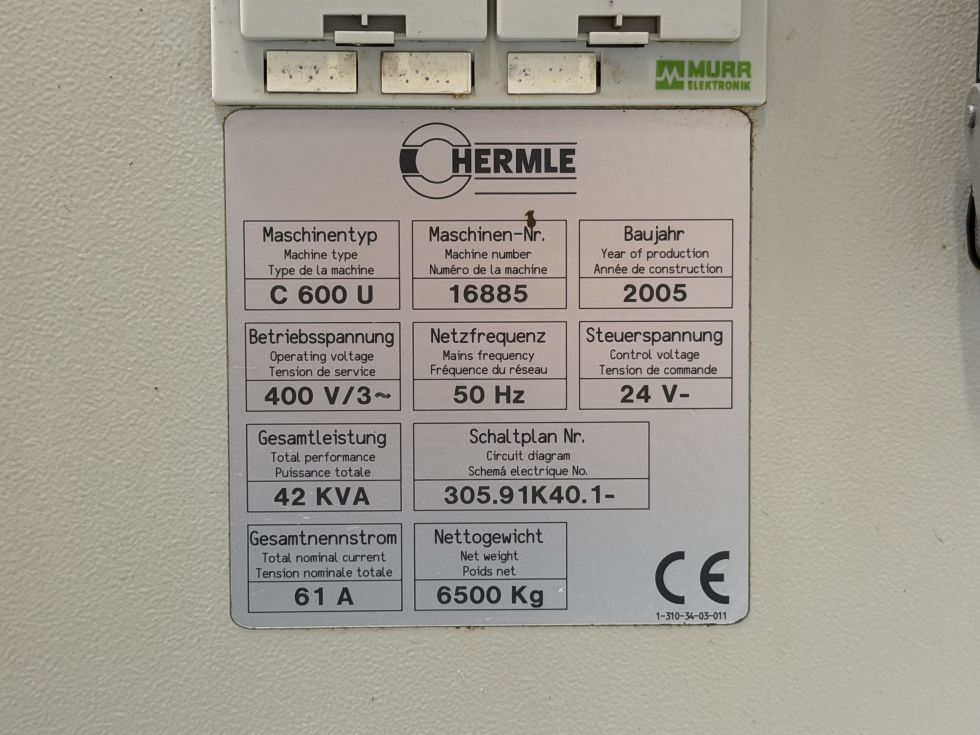 MURR
ELEKTRONIK
HERMLE
Maschinentyp
Machine type
Type de la machine
C 600 U
Maschinen-Nr.
Machine number
Numéro de la machine
16885
Baujahr
Year of production
Année de construction
2005
Betriebsspannung
Operating voltage
Tension de service
400 V/3~
Netzfrequenz
Mains frequency
Fréquence du réseau
50 Hz
Steuerspannung
Control voltage
Tension de commande
24 V-
Gesamtleistung
Total performance
Puissance totale
42 KVA
Schaltplan Nr.
Circuit diagram
Schemá electrique No.
305.91K40.1-
Gesamtnennstrom
Total nominal current
Tension nominale totale
61 A
Nettogewicht
Net weight
Poids net
6500 Kg
CE
1-310-34-03-011